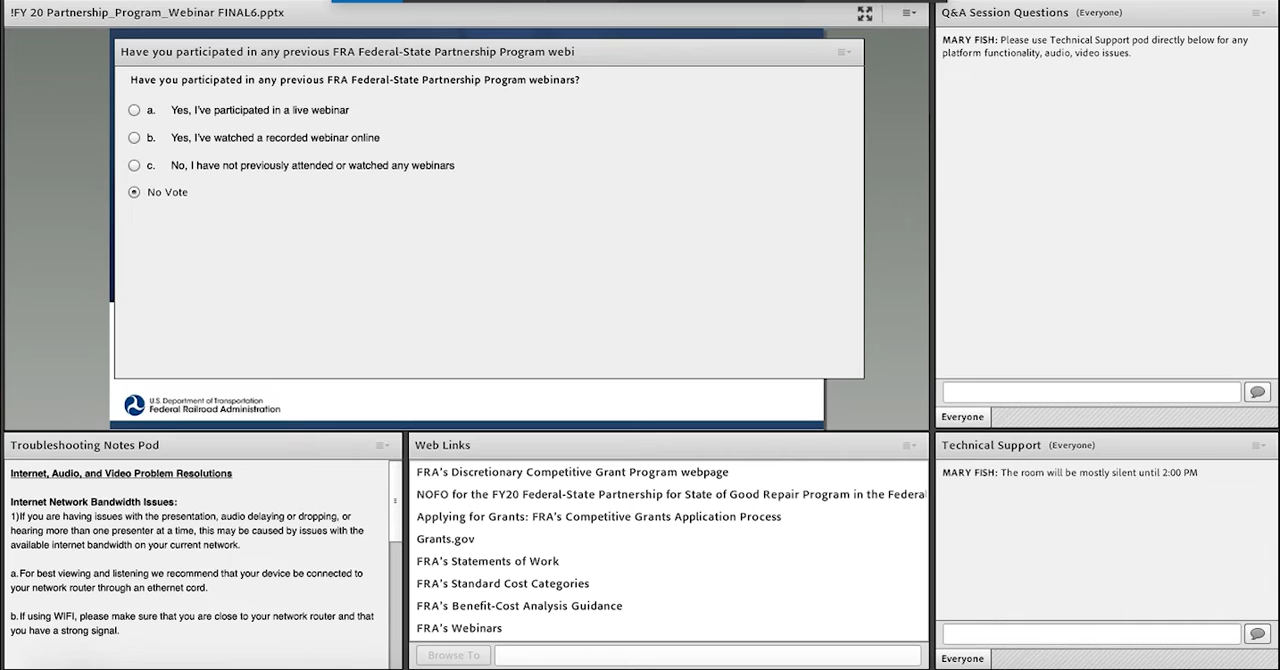 !FY 20 Partnership_Program_Webinar FINAL6.pptx
Have you participated in any previous FRA Federal-State Partnership Program webi
Have you participated in any previous FRA Federal-State Partnership Program webinars?
a. Yes, I've participated in a live webinar
b. Yes, I've watched a recorded webinar online
c. No, I have not previously attended or watched any webinars
No Vote
U.S. Department of Transportation
Federal Railroad Administration
Q&A Session Questions (Everyone)
MARY FISH: Please use Technical Support pod directly below for any
platform functionality, audio, video issues.
Everyone
Troubleshooting Notes Pod
Internet, Audio, and Video Problem Resolutions
Internet Network Bandwidth Issues:
1)If you are having issues with the presentation, audio delaying or dropping, or
hearing more than one presenter at a time, this may be caused by issues with the
available internet bandwidth on your current network.
a.For best viewing and listening we recommend that your device be connected to
your network router through an ethernet cord.
b.If using WIFI, please make sure that you are close to your network router and that
you have a strong signal.
Web Links
FRA's Discretionary Competitive Grant Program webpage
NOFO for the FY20 Federal-State Partnership for State of Good Repair Program in the Federal
Applying for Grants: FRA's Competitive Grants Application Process
Grants.gov
FRA's Statements of Work
FRA's Standard Cost Categories
FRA's Benefit-Cost Analysis Guidance
FRA's Webinars
Browse To
Technical Support (Everyone)
MARY FISH: The room will be mostly silent until 2:00 PM
Everyone